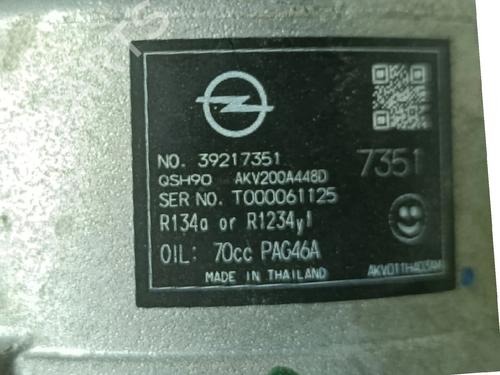 NO. 39217351
7351
QSH90 AKV200A448D
SER NO. T000061125
R134a or R1234yf
OIL: 70cc PAG46A
MADE IN THAILAND